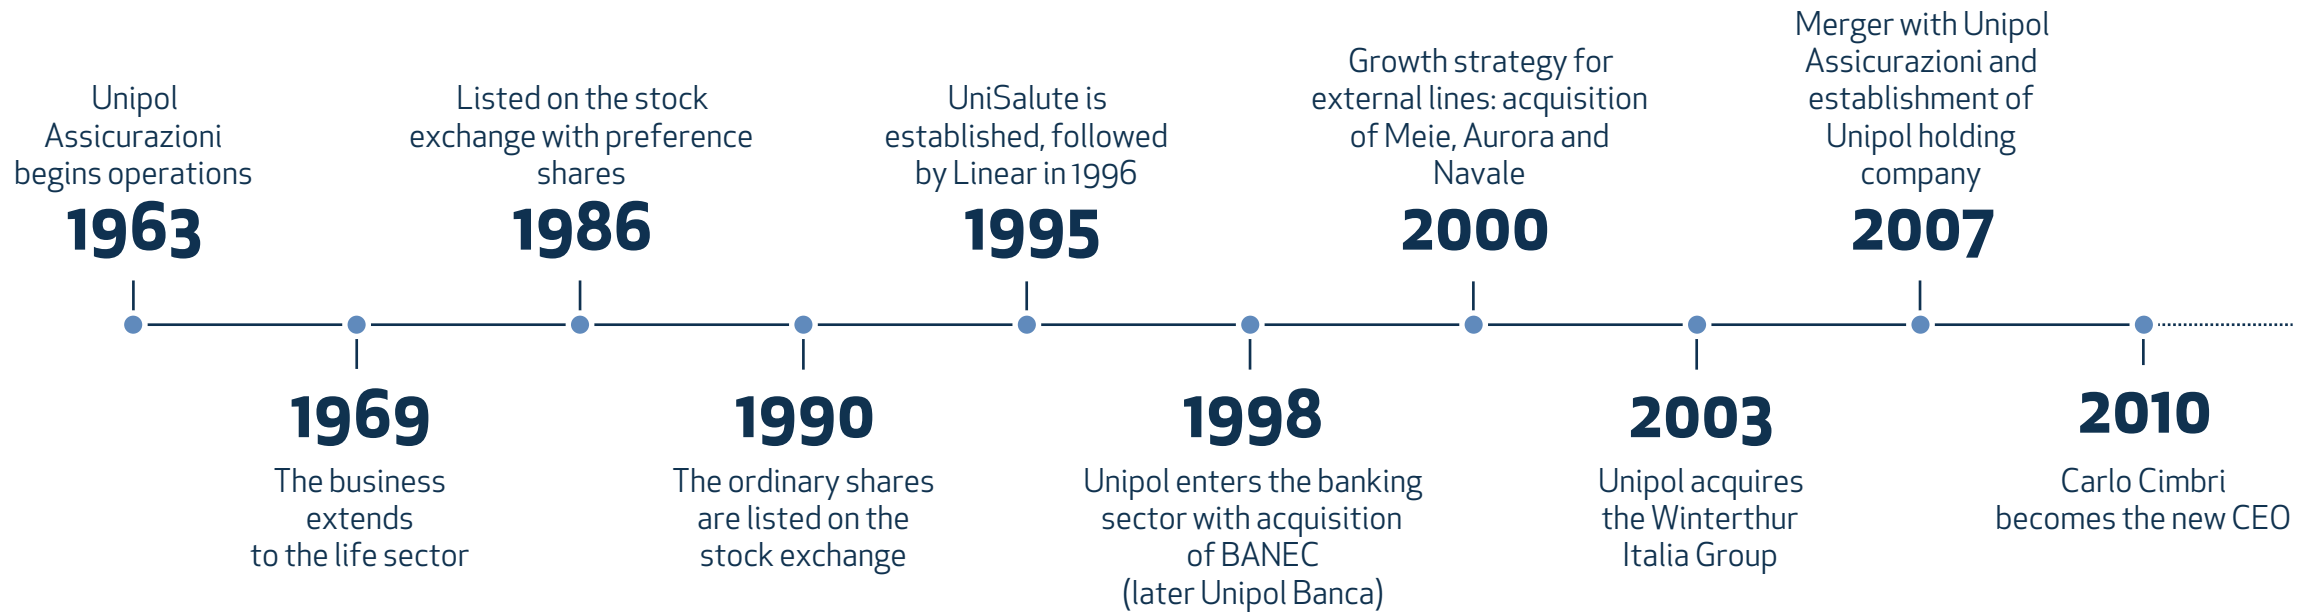 Unipol
Assicurazioni
begins operations
1963
The business
extends
to the life sector
1969
Listed on the stock
exchange with preference
shares
1986
1990
The ordinary shares
are listed on the
stock exchange
UniSalute is
established, followed
by Linear in 1996
1995
1998
Unipol enters the banking
sector with acquisition
of BANEC
(later Unipol Banca)
Growth strategy for
external lines: acquisition
of Meie, Aurora and
Navale
2000
2003
Unipol acquires
the Winterthur
Italia Group
Merger with Unipol
Assicurazioni and
establishment of
Unipol holding
company
2007
2010
Carlo Cimbri
becomes the new CEO